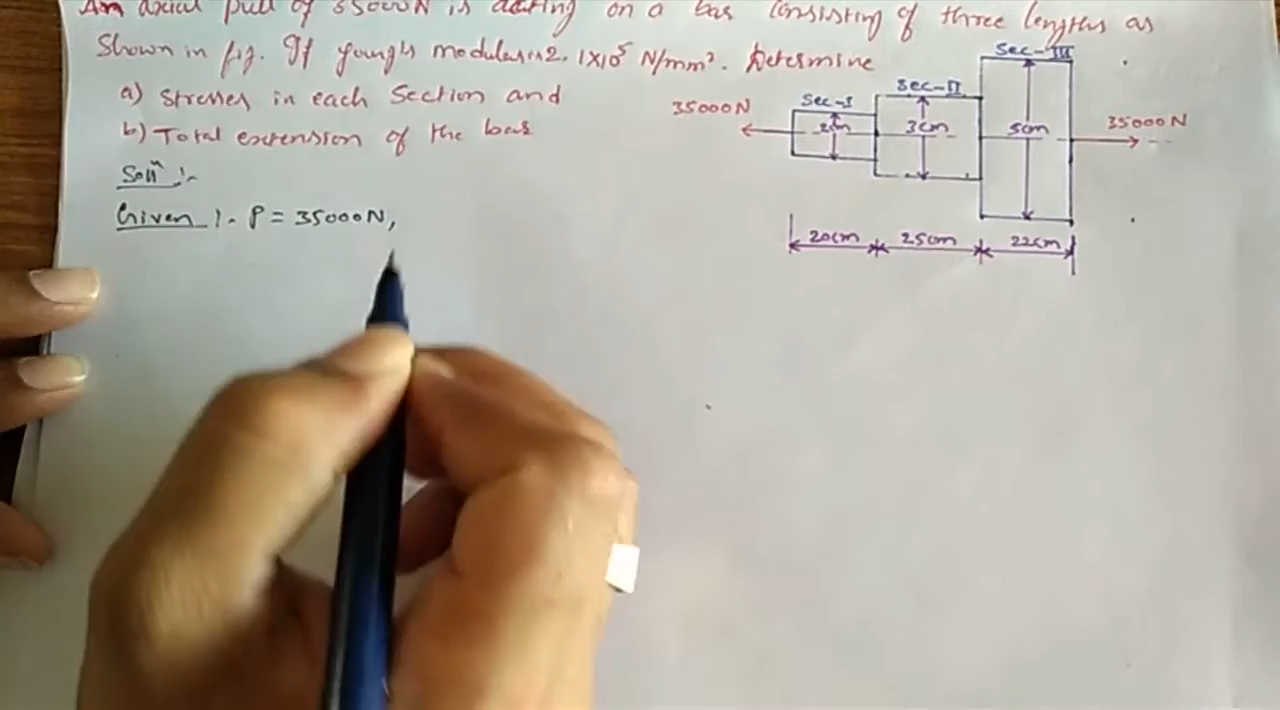 An axial pull of 35000N is acting on a bar consisting of three lengths as
shown in fig. If young's modulus = 2.1x10⁵ N/mm². Determine
a) Stresses in each Section and
b) Total extension of the bar
Solⁿ :-
Given :- P = 35000N,
Sec-I
Sec-II
Sec-III
35000N
2cm
3cm
5cm
35000N
20cm
25cm
22cm